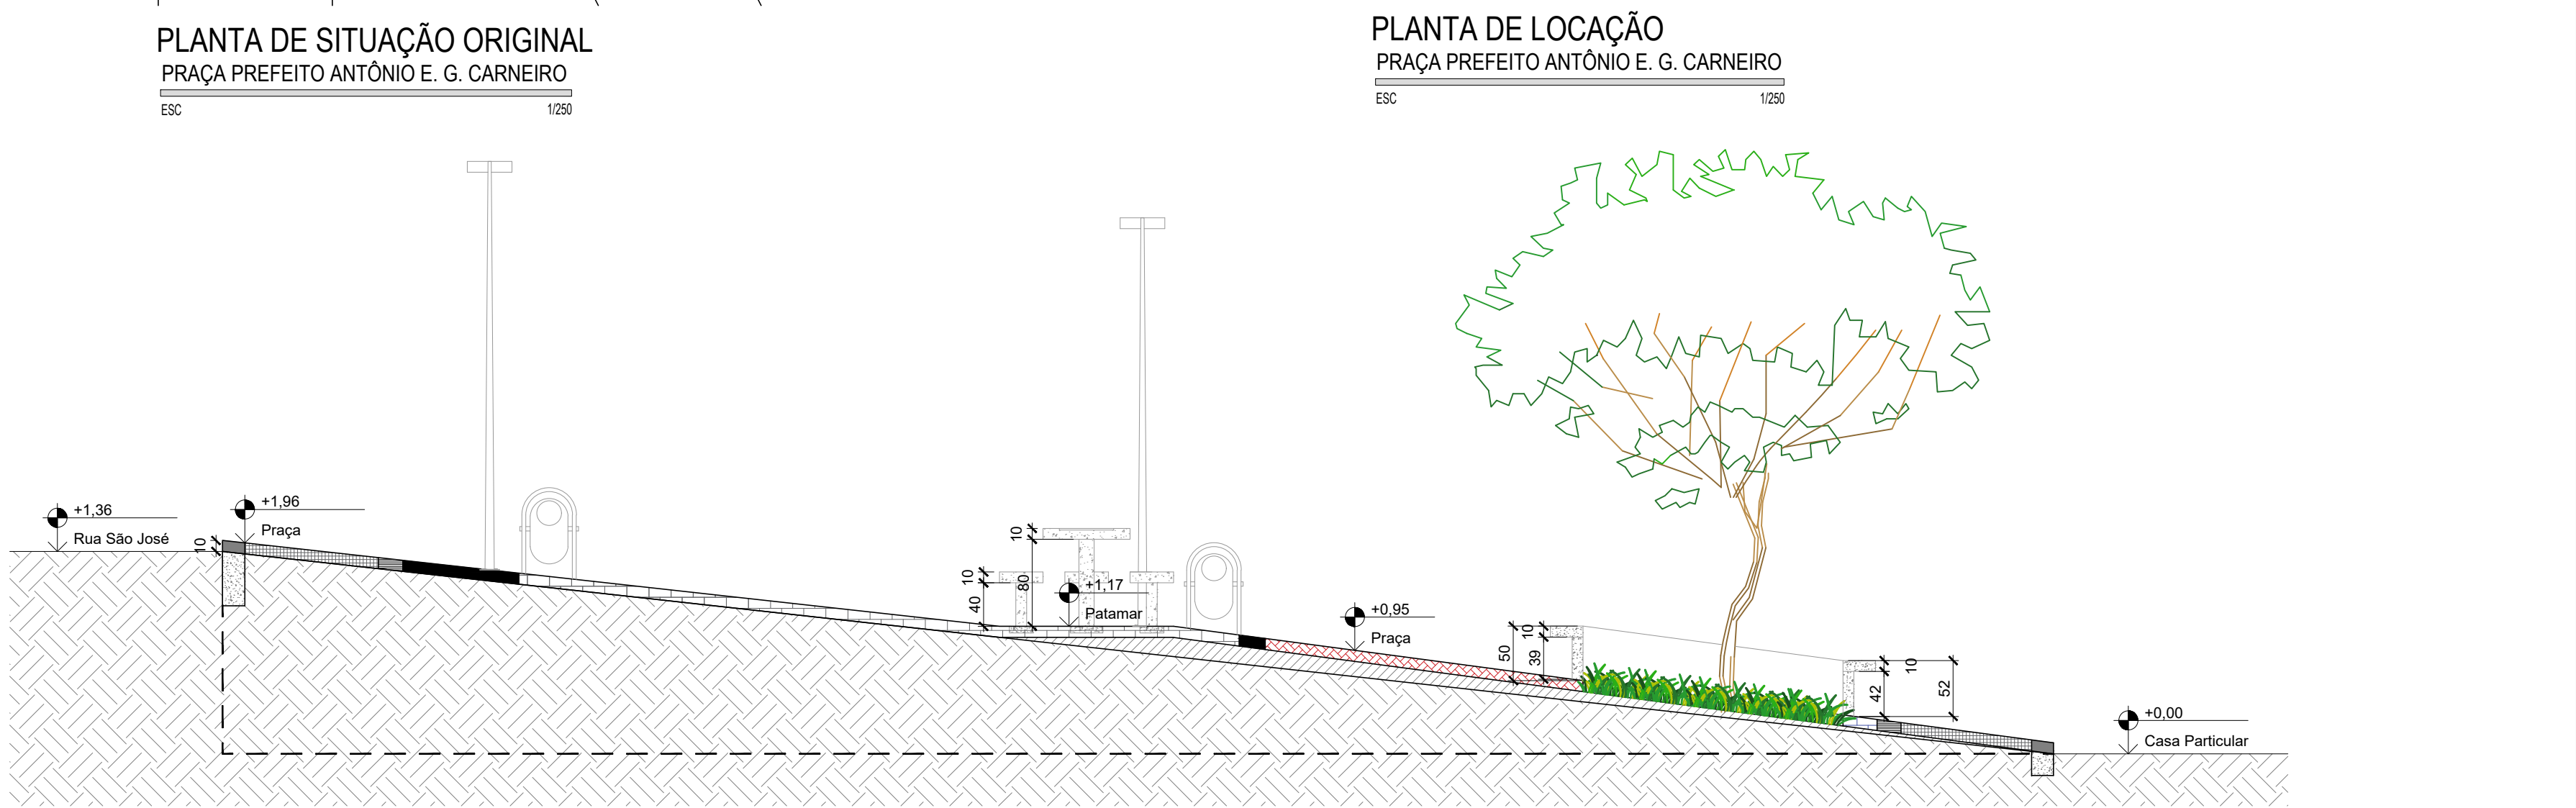 PLANTA DE SITUAÇÃO ORIGINAL
PRAÇA PREFEITO ANTÔNIO E. G. CARNEIRO
ESC 1/250
PLANTA DE LOCAÇÃO
PRAÇA PREFEITO ANTÔNIO E. G. CARNEIRO
ESC 1/250
+1,36
Rua São José
10
+1,96
Praça
10
40
10
80
+1,17
Patamar
+0,95
Praça
50
10
39
10
42
52
+0,00
Casa Particular